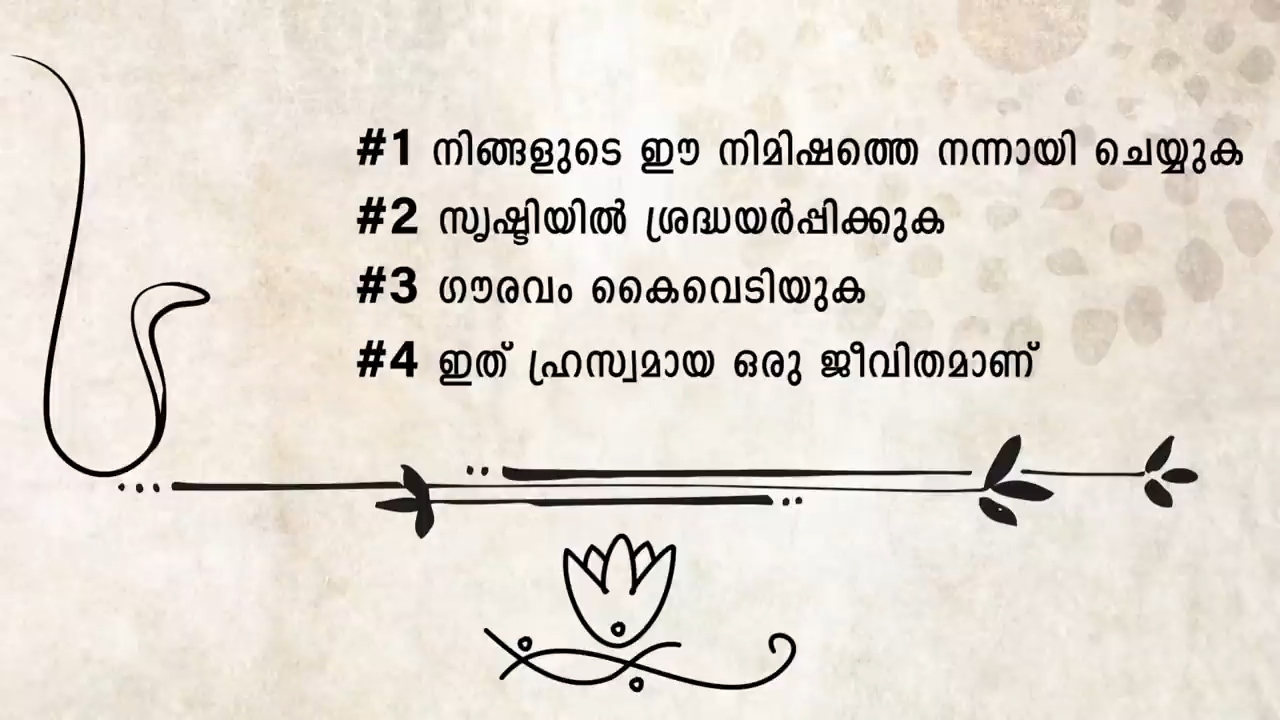 #1 നിങ്ങളുടെ ഈ നിമിഷത്തെ നന്നായി ചെയ്യുക
#2 സൃഷ്ടിയിൽ ശ്രദ്ധയർപ്പിക്കുക
#3 ഗൗരവം കൈവെടിയുക
#4 ഇത് ഹ്രസ്വമായ ഒരു ജീവിതമാണ്